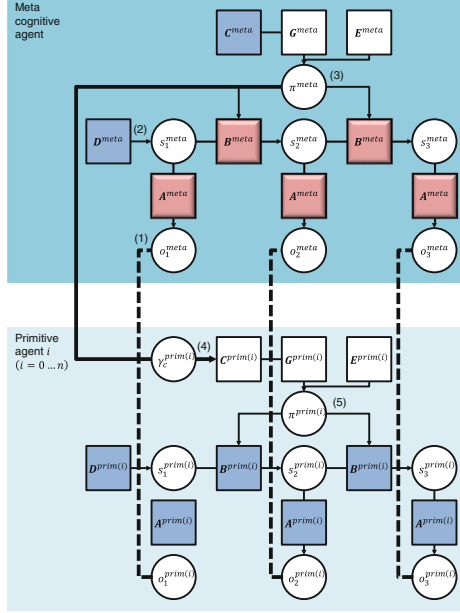 Meta
cognitive
agent
C^meta G^meta E^meta
π^meta (3)
(2)
D^meta s_1^meta B^meta s_2^meta B^meta s_3^meta
A^meta A^meta A^meta
(1)
o_1^meta o_2^meta o_3^meta
Primitive
agent i
(i = 0 … n)
(4)
γ_c^prim(i) C^prim(i) G^prim(i) E^prim(i)
π^prim(i) (5)
D^prim(i) s_1^prim(i) B^prim(i) s_2^prim(i) B^prim(i) s_3^prim(i)
A^prim(i) A^prim(i) A^prim(i)
o_1^prim(i) o_2^prim(i) o_3^prim(i)